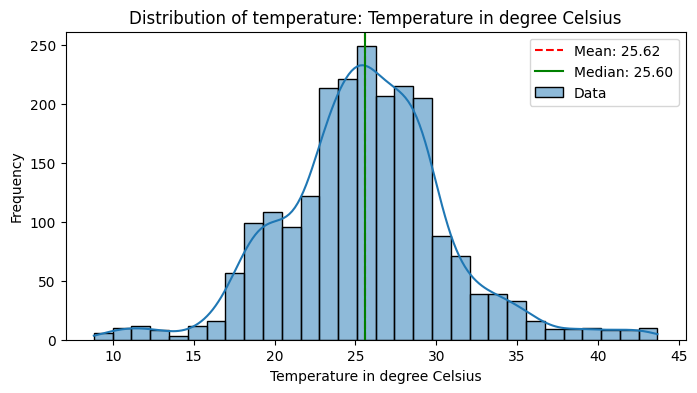 Distribution of temperature: Temperature in degree Celsius
250
200
150
100
50
0
Frequency
Mean: 25.62
Median: 25.60
Data
10 15 20 25 30 35 40 45
Temperature in degree Celsius